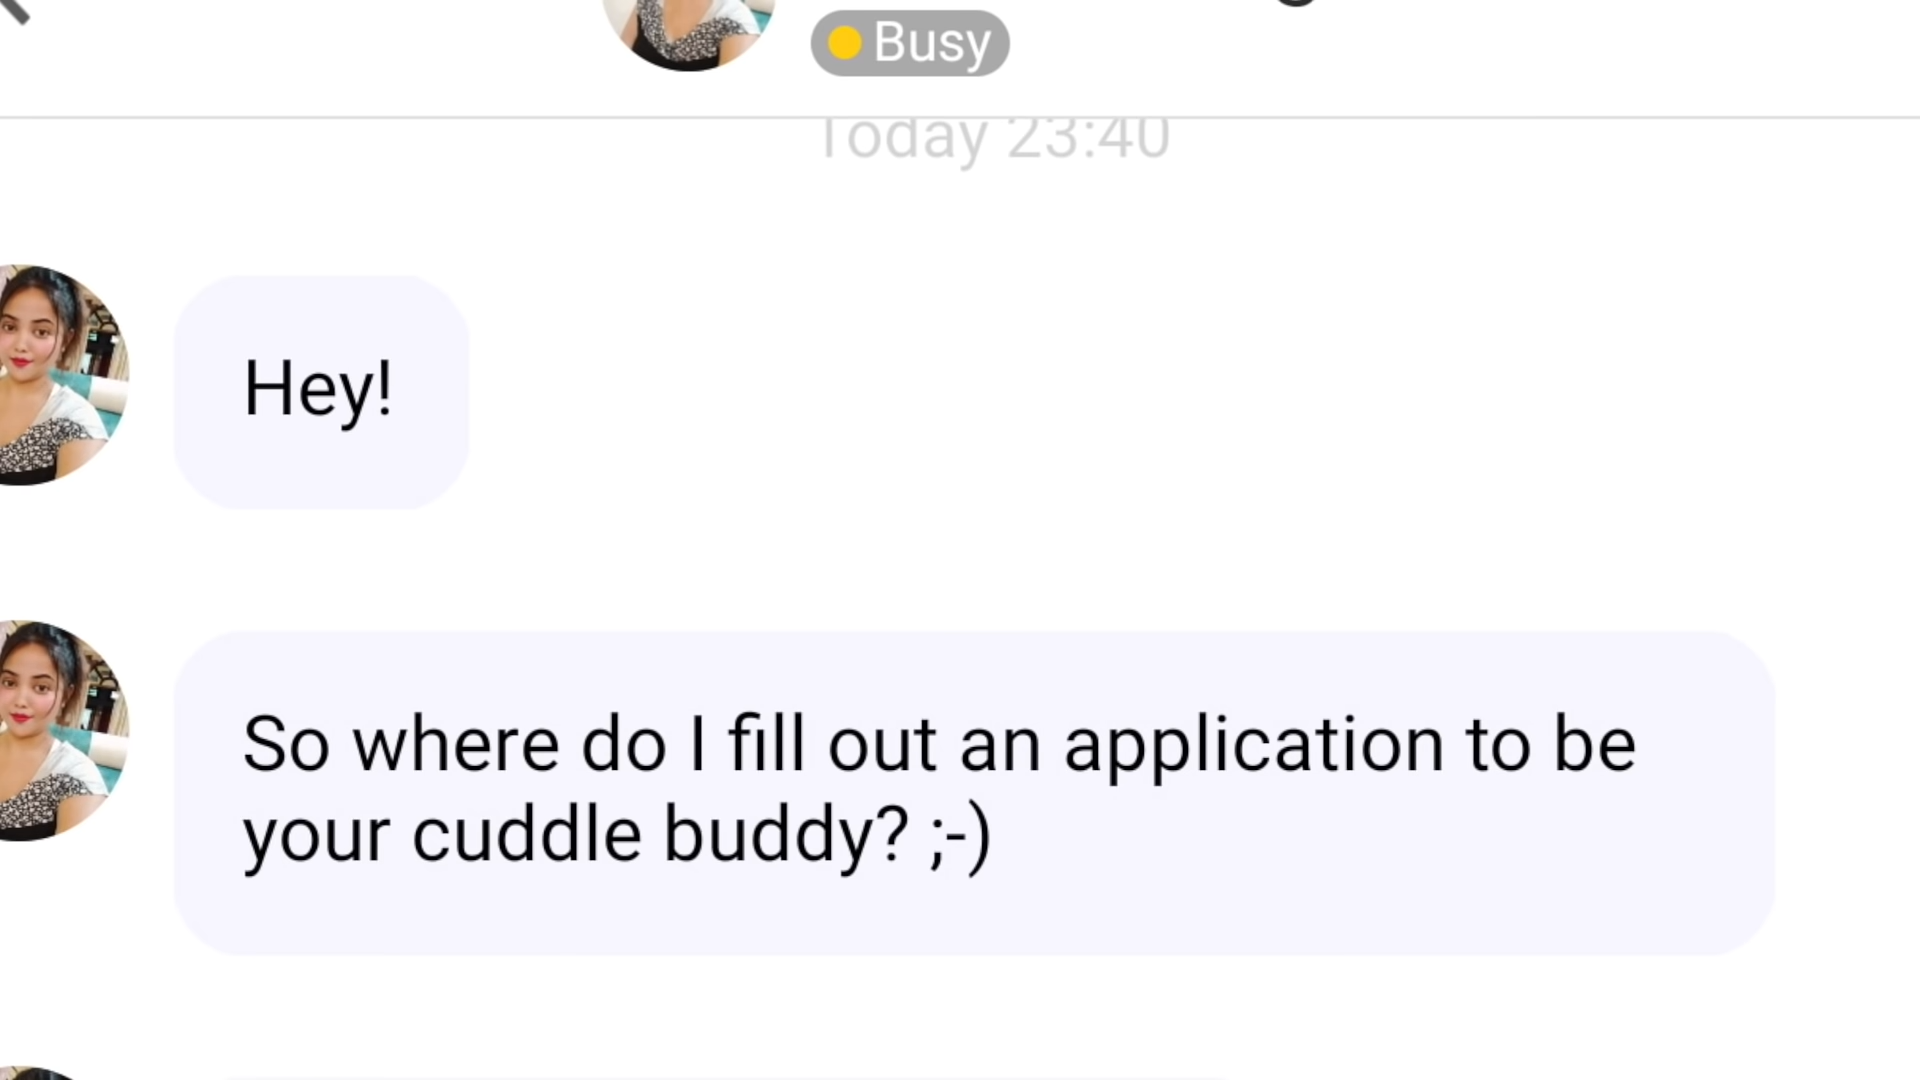 Busy
Today 23:40
Hey!
So where do I fill out an application to be
your cuddle buddy? ;-)